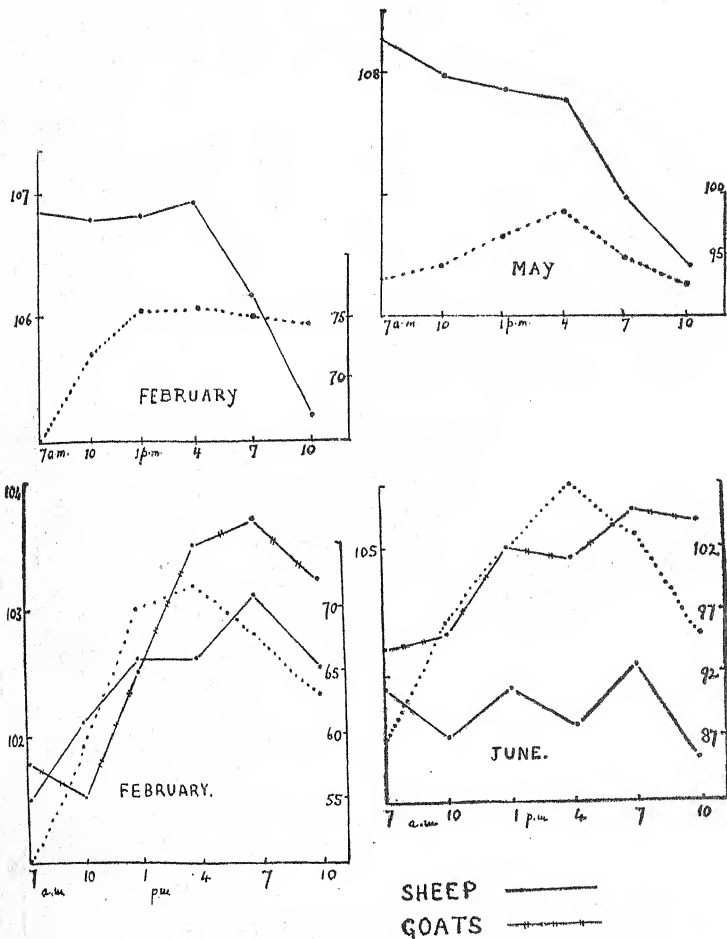 107
106
75
70
FEBRUARY
7 a.m. 10 1 p.m. 4 7 10
108
100
95
MAY
7 a.m 10 1 p.m. 4 7 10
104
103
102
70
65
60
55
FEBRUARY.
7 10 1 4 7 10
a.m p.m
105
102
97
92
87
JUNE.
7 10 1 4 7 10
a.m p.m
SHEEP
GOATS